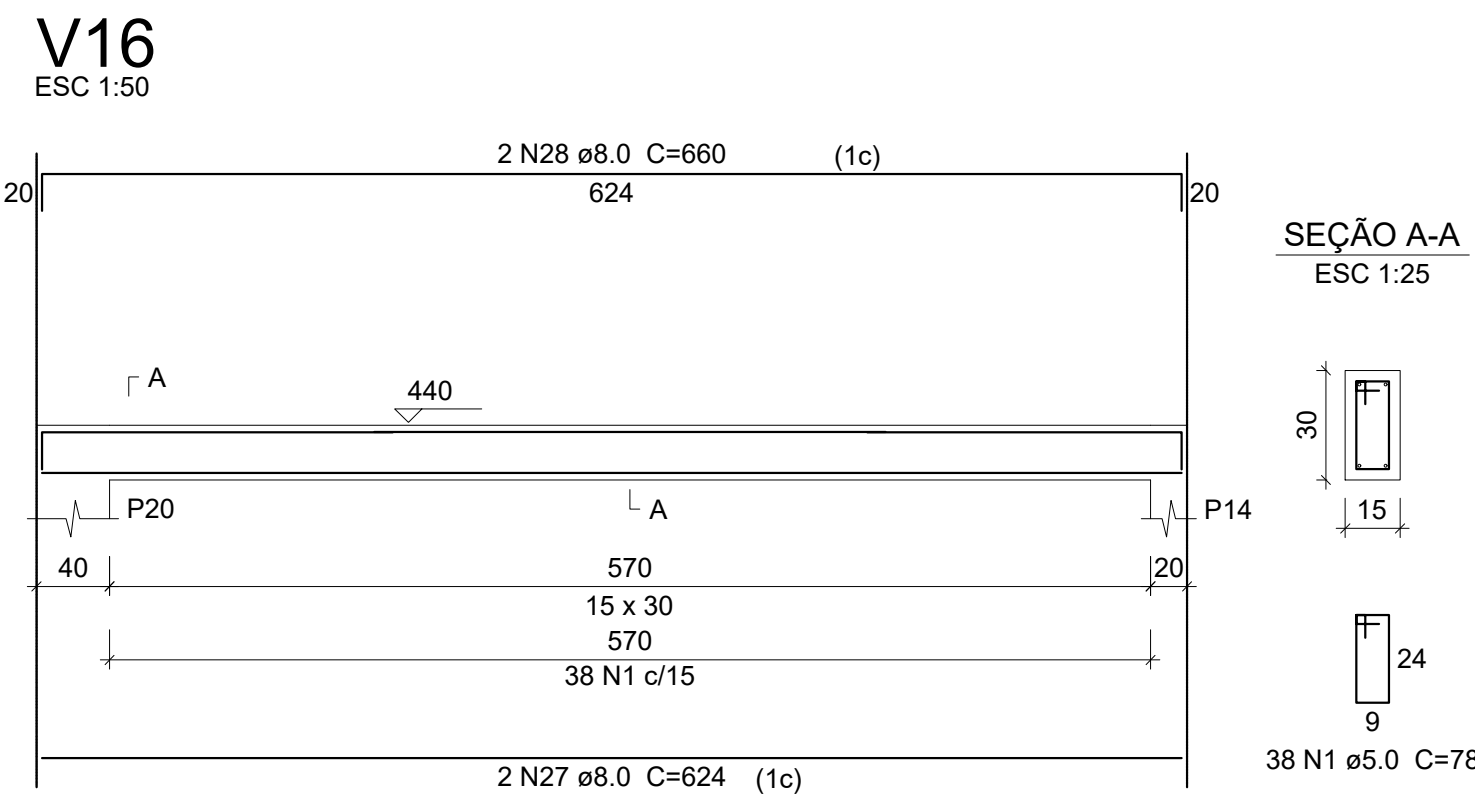 V16
ESC 1:50
2 N28 ø8.0 C=660 (1c)
20 624 20
SEÇÃO A-A
ESC 1:25
A
440
30
15
P20 A P14
40 570 20
15 x 30
570
38 N1 c/15
24
9
38 N1 ø5.0 C=78
2 N27 ø8.0 C=624 (1c)